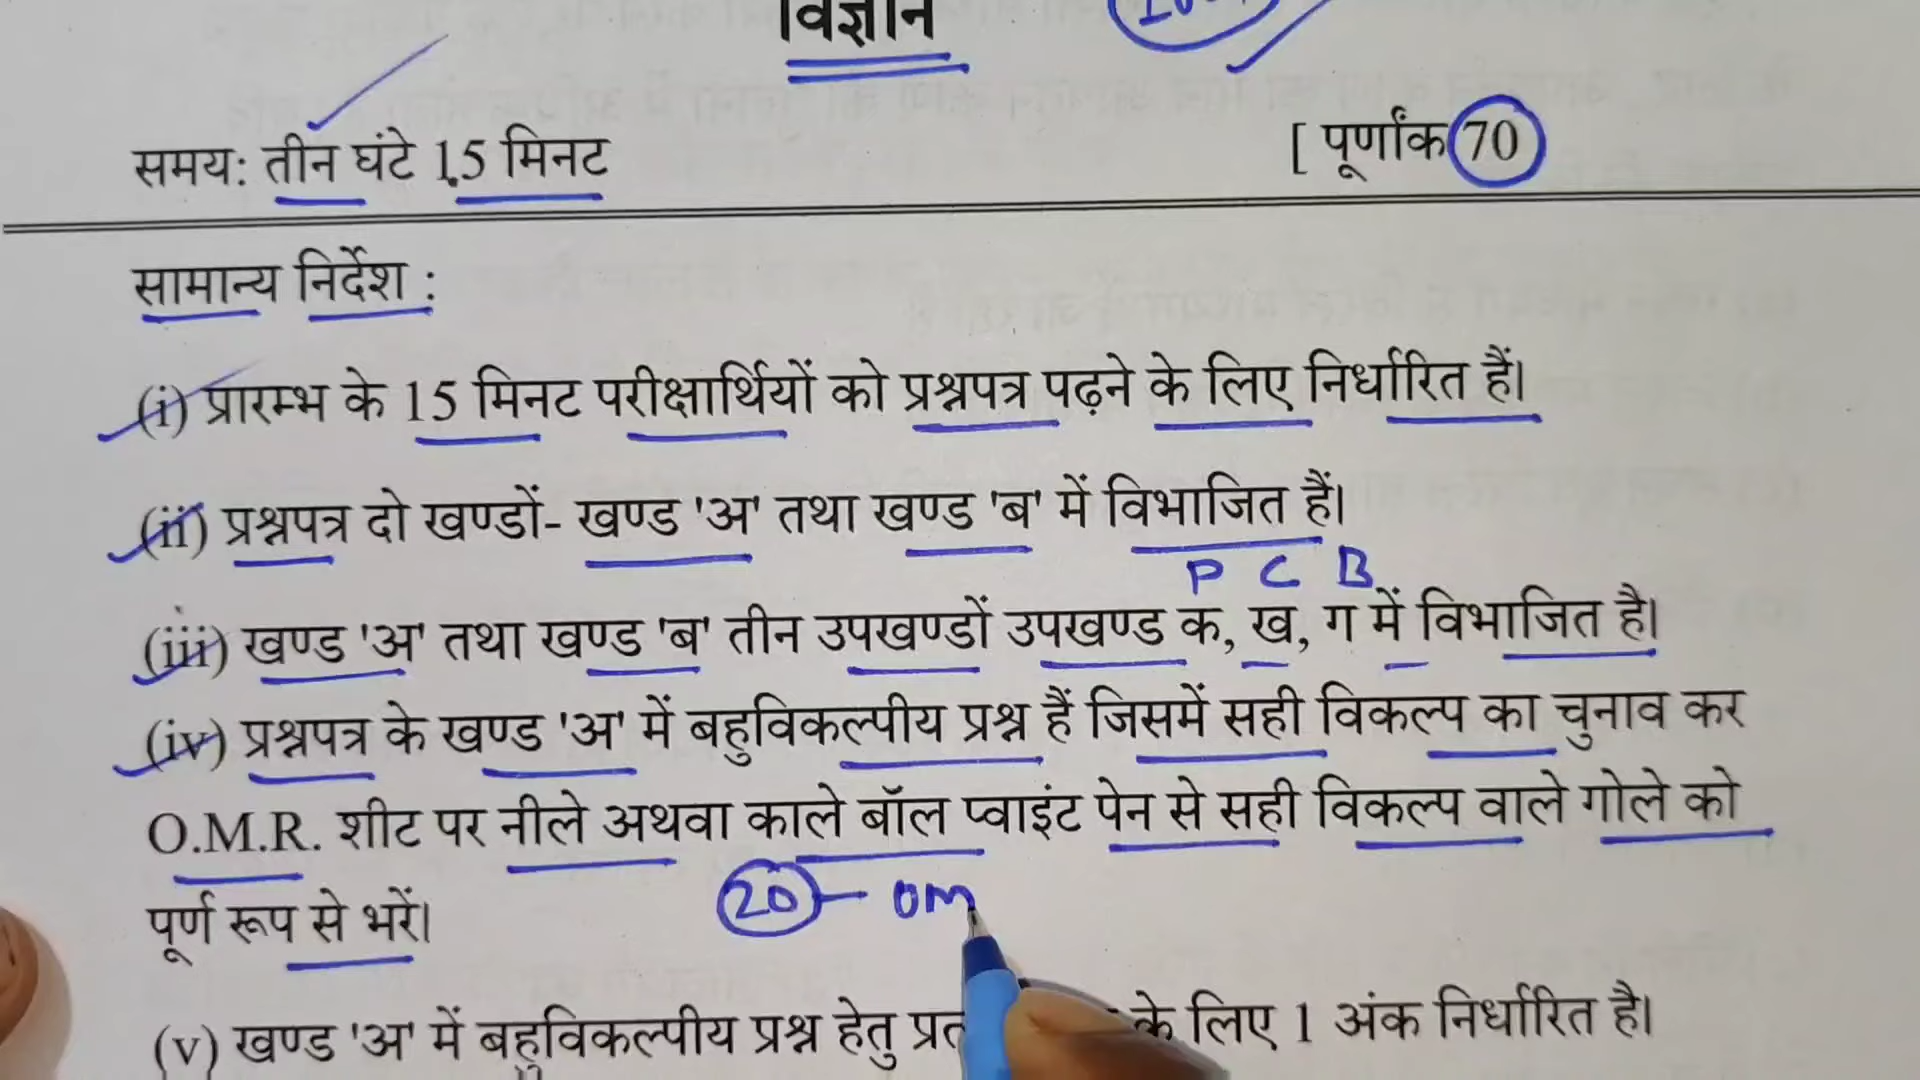 विज्ञान
समय: तीन घंटे 15 मिनट [ पूर्णांक 70
सामान्य निर्देश :
(i) प्रारम्भ के 15 मिनट परीक्षार्थियों को प्रश्नपत्र पढ़ने के लिए निर्धारित हैं।
(ii) प्रश्नपत्र दो खण्डों- खण्ड 'अ' तथा खण्ड 'ब' में विभाजित हैं।
P C B
(iii) खण्ड 'अ' तथा खण्ड 'ब' तीन उपखण्डों उपखण्ड क, ख, ग में विभाजित है।
(iv) प्रश्नपत्र के खण्ड 'अ' में बहुविकल्पीय प्रश्न हैं जिसमें सही विकल्प का चुनाव कर
O.M.R. शीट पर नीले अथवा काले बॉल प्वाइंट पेन से सही विकल्प वाले गोले को
पूर्ण रूप से भरें।
20 - OM
(v) खण्ड 'अ' में बहुविकल्पीय प्रश्न हेतु के लिए 1 अंक निर्धारित है।